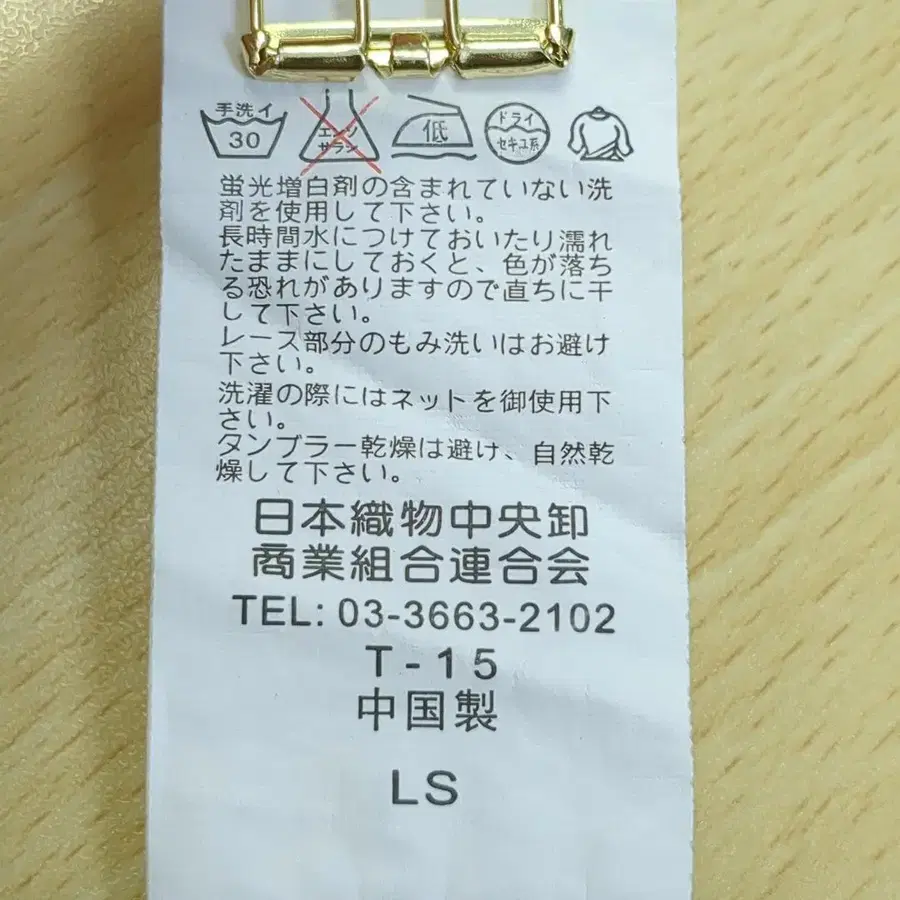 手洗イ
30
エンソ
サラシ
低
ドライ
セキユ系
蛍光増白剤の含まれていない洗
剤を使用して下さい。
長時間水につけておいたり濡れ
たままにしておくと、色が落ち
る恐れがありますので直ちに干
して下さい。
レース部分のもみ洗いはお避け
下さい。
洗濯の際にはネットを御使用下
さい。
タンブラー乾燥は避け、自然乾
燥して下さい。
日本織物中央卸
商業組合連合会
TEL: 03-3663-2102
T-15
中国製
LS